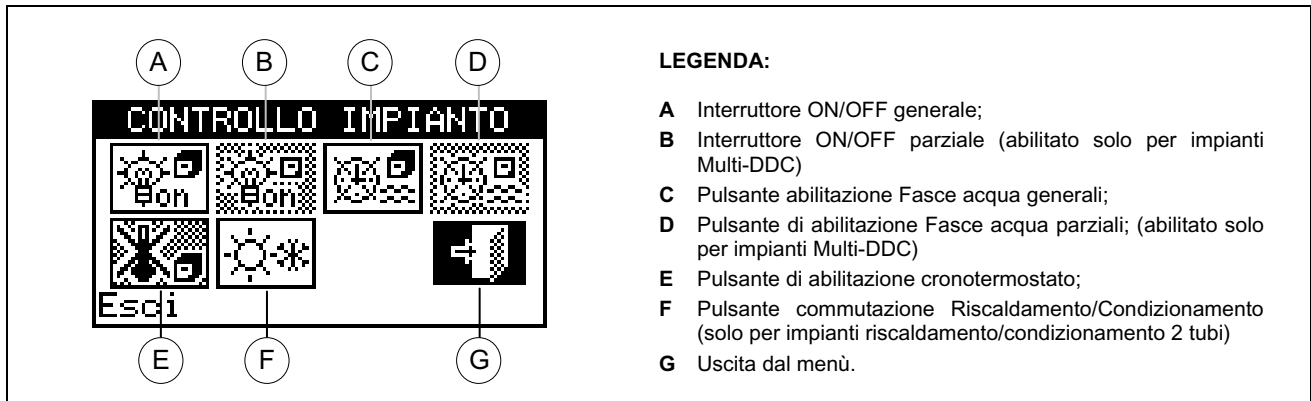 A B C D
CONTROLLO IMPIANTO
on on
Esci
E F G
LEGENDA:
A Interruttore ON/OFF generale;
B Interruttore ON/OFF parziale (abilitato solo per impianti
Multi-DDC)
C Pulsante abilitazione Fasce acqua generali;
D Pulsante di abilitazione Fasce acqua parziali; (abilitato solo
per impianti Multi-DDC)
E Pulsante di abilitazione cronotermostato;
F Pulsante commutazione Riscaldamento/Condizionamento
(solo per impianti riscaldamento/condizionamento 2 tubi)
G Uscita dal menù.